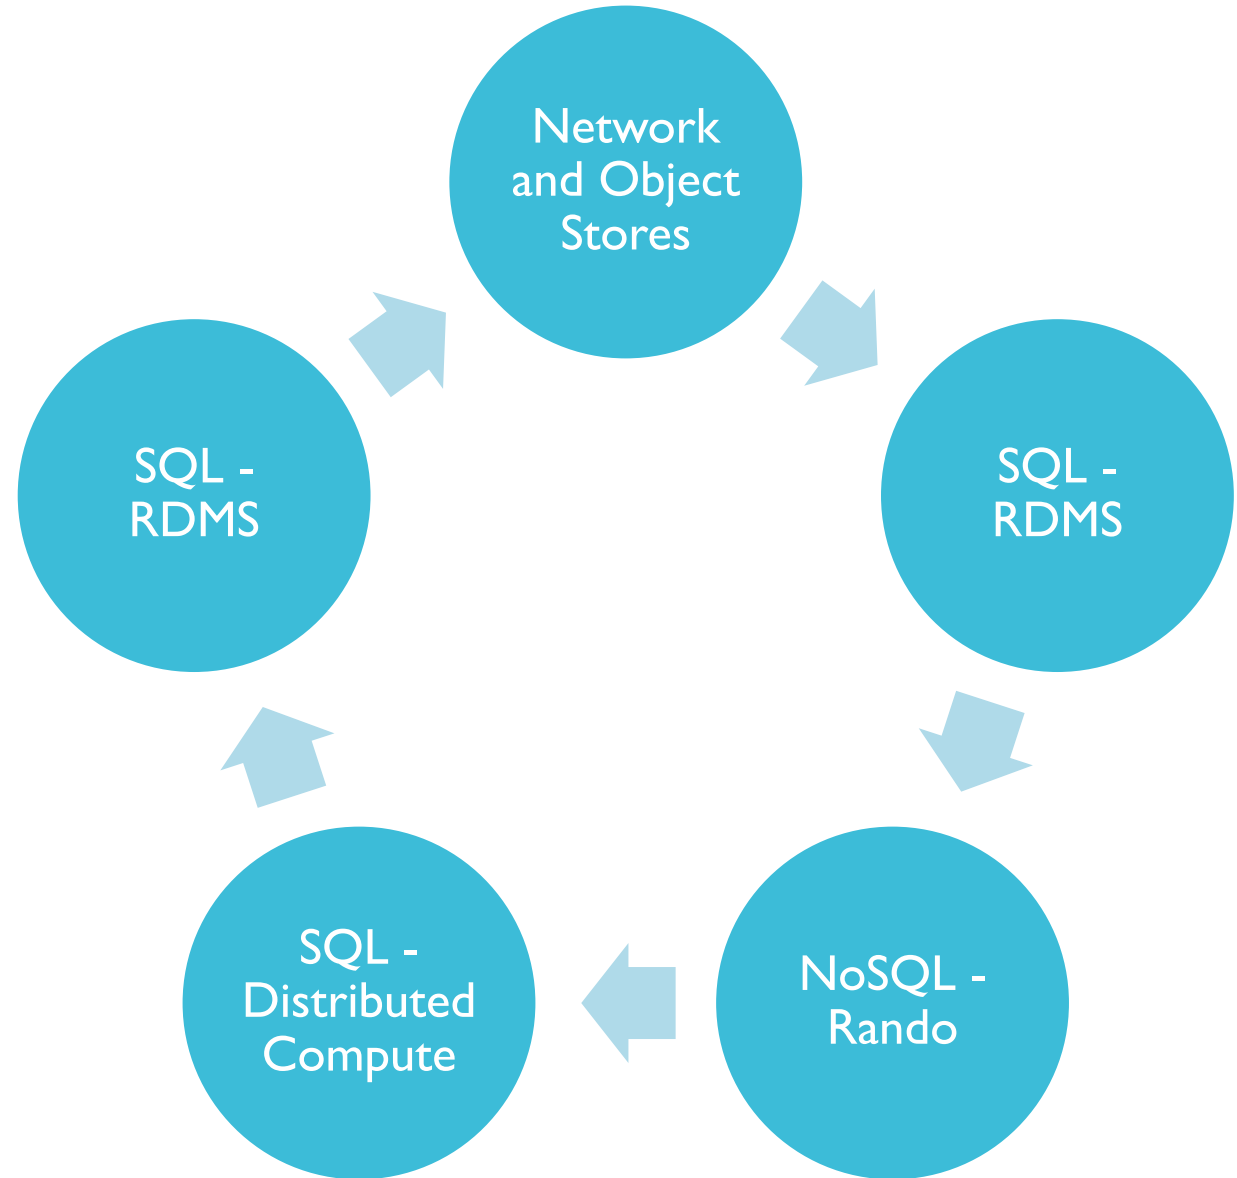 Network
and Object
Stores
SQL -
RDMS
NoSQL -
Rando
SQL -
Distributed
Compute
SQL -
RDMS